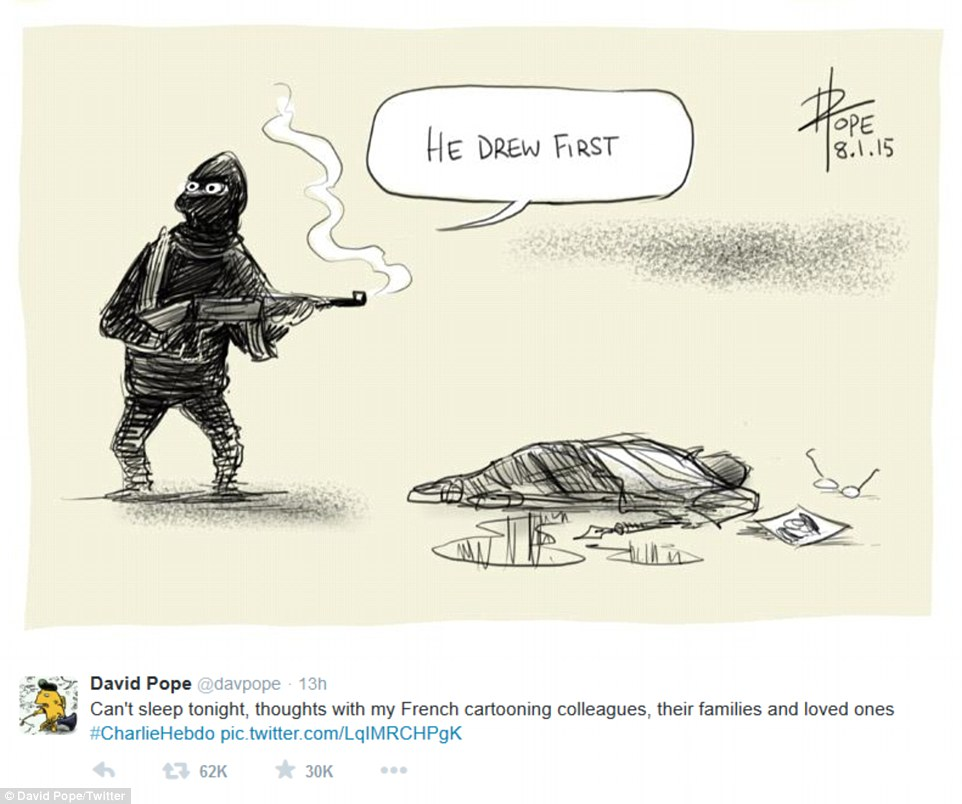 HE DREW FIRST
POPE
8.1.15
David Pope @davpope · 13h
Can't sleep tonight, thoughts with my French cartooning colleagues, their families and loved ones
#CharlieHebdo pic.twitter.com/LqIMRCHPgK
62K 30K
© David Pope/Twitter